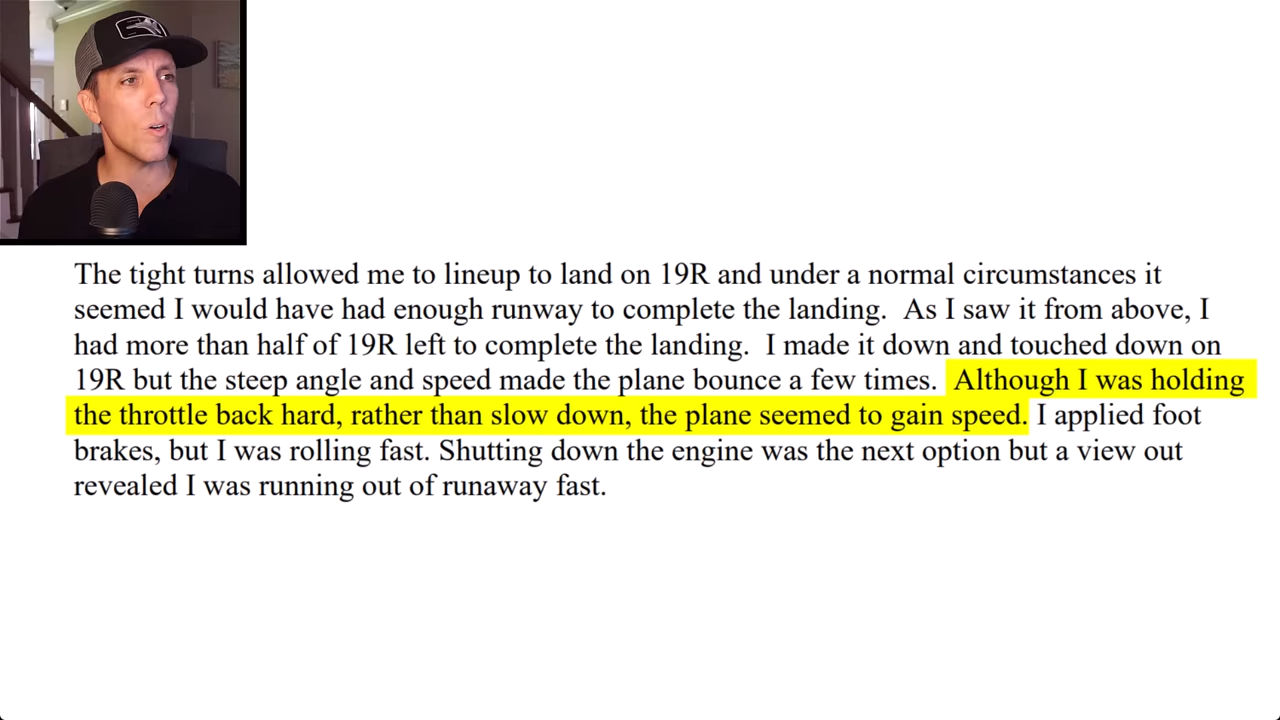 The tight turns allowed me to lineup to land on 19R and under a normal circumstances it
seemed I would have had enough runway to complete the landing.  As I saw it from above, I
had more than half of 19R left to complete the landing.  I made it down and touched down on
19R but the steep angle and speed made the plane bounce a few times.  Although I was holding
the throttle back hard, rather than slow down, the plane seemed to gain speed. I applied foot
brakes, but I was rolling fast. Shutting down the engine was the next option but a view out
revealed I was running out of runaway fast.